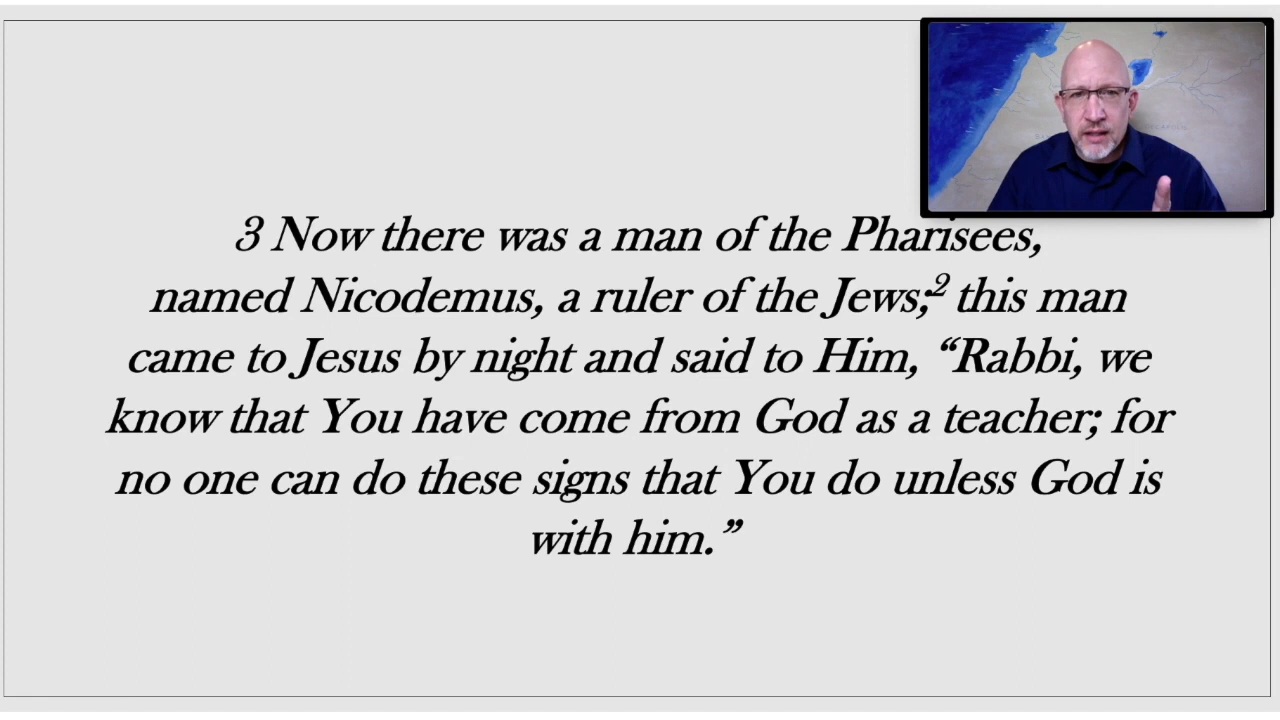 3 Now there was a man of the Pharisees,
named Nicodemus, a ruler of the Jews;2 this man
came to Jesus by night and said to Him, “Rabbi, we
know that You have come from God as a teacher; for
no one can do these signs that You do unless God is
with him.”